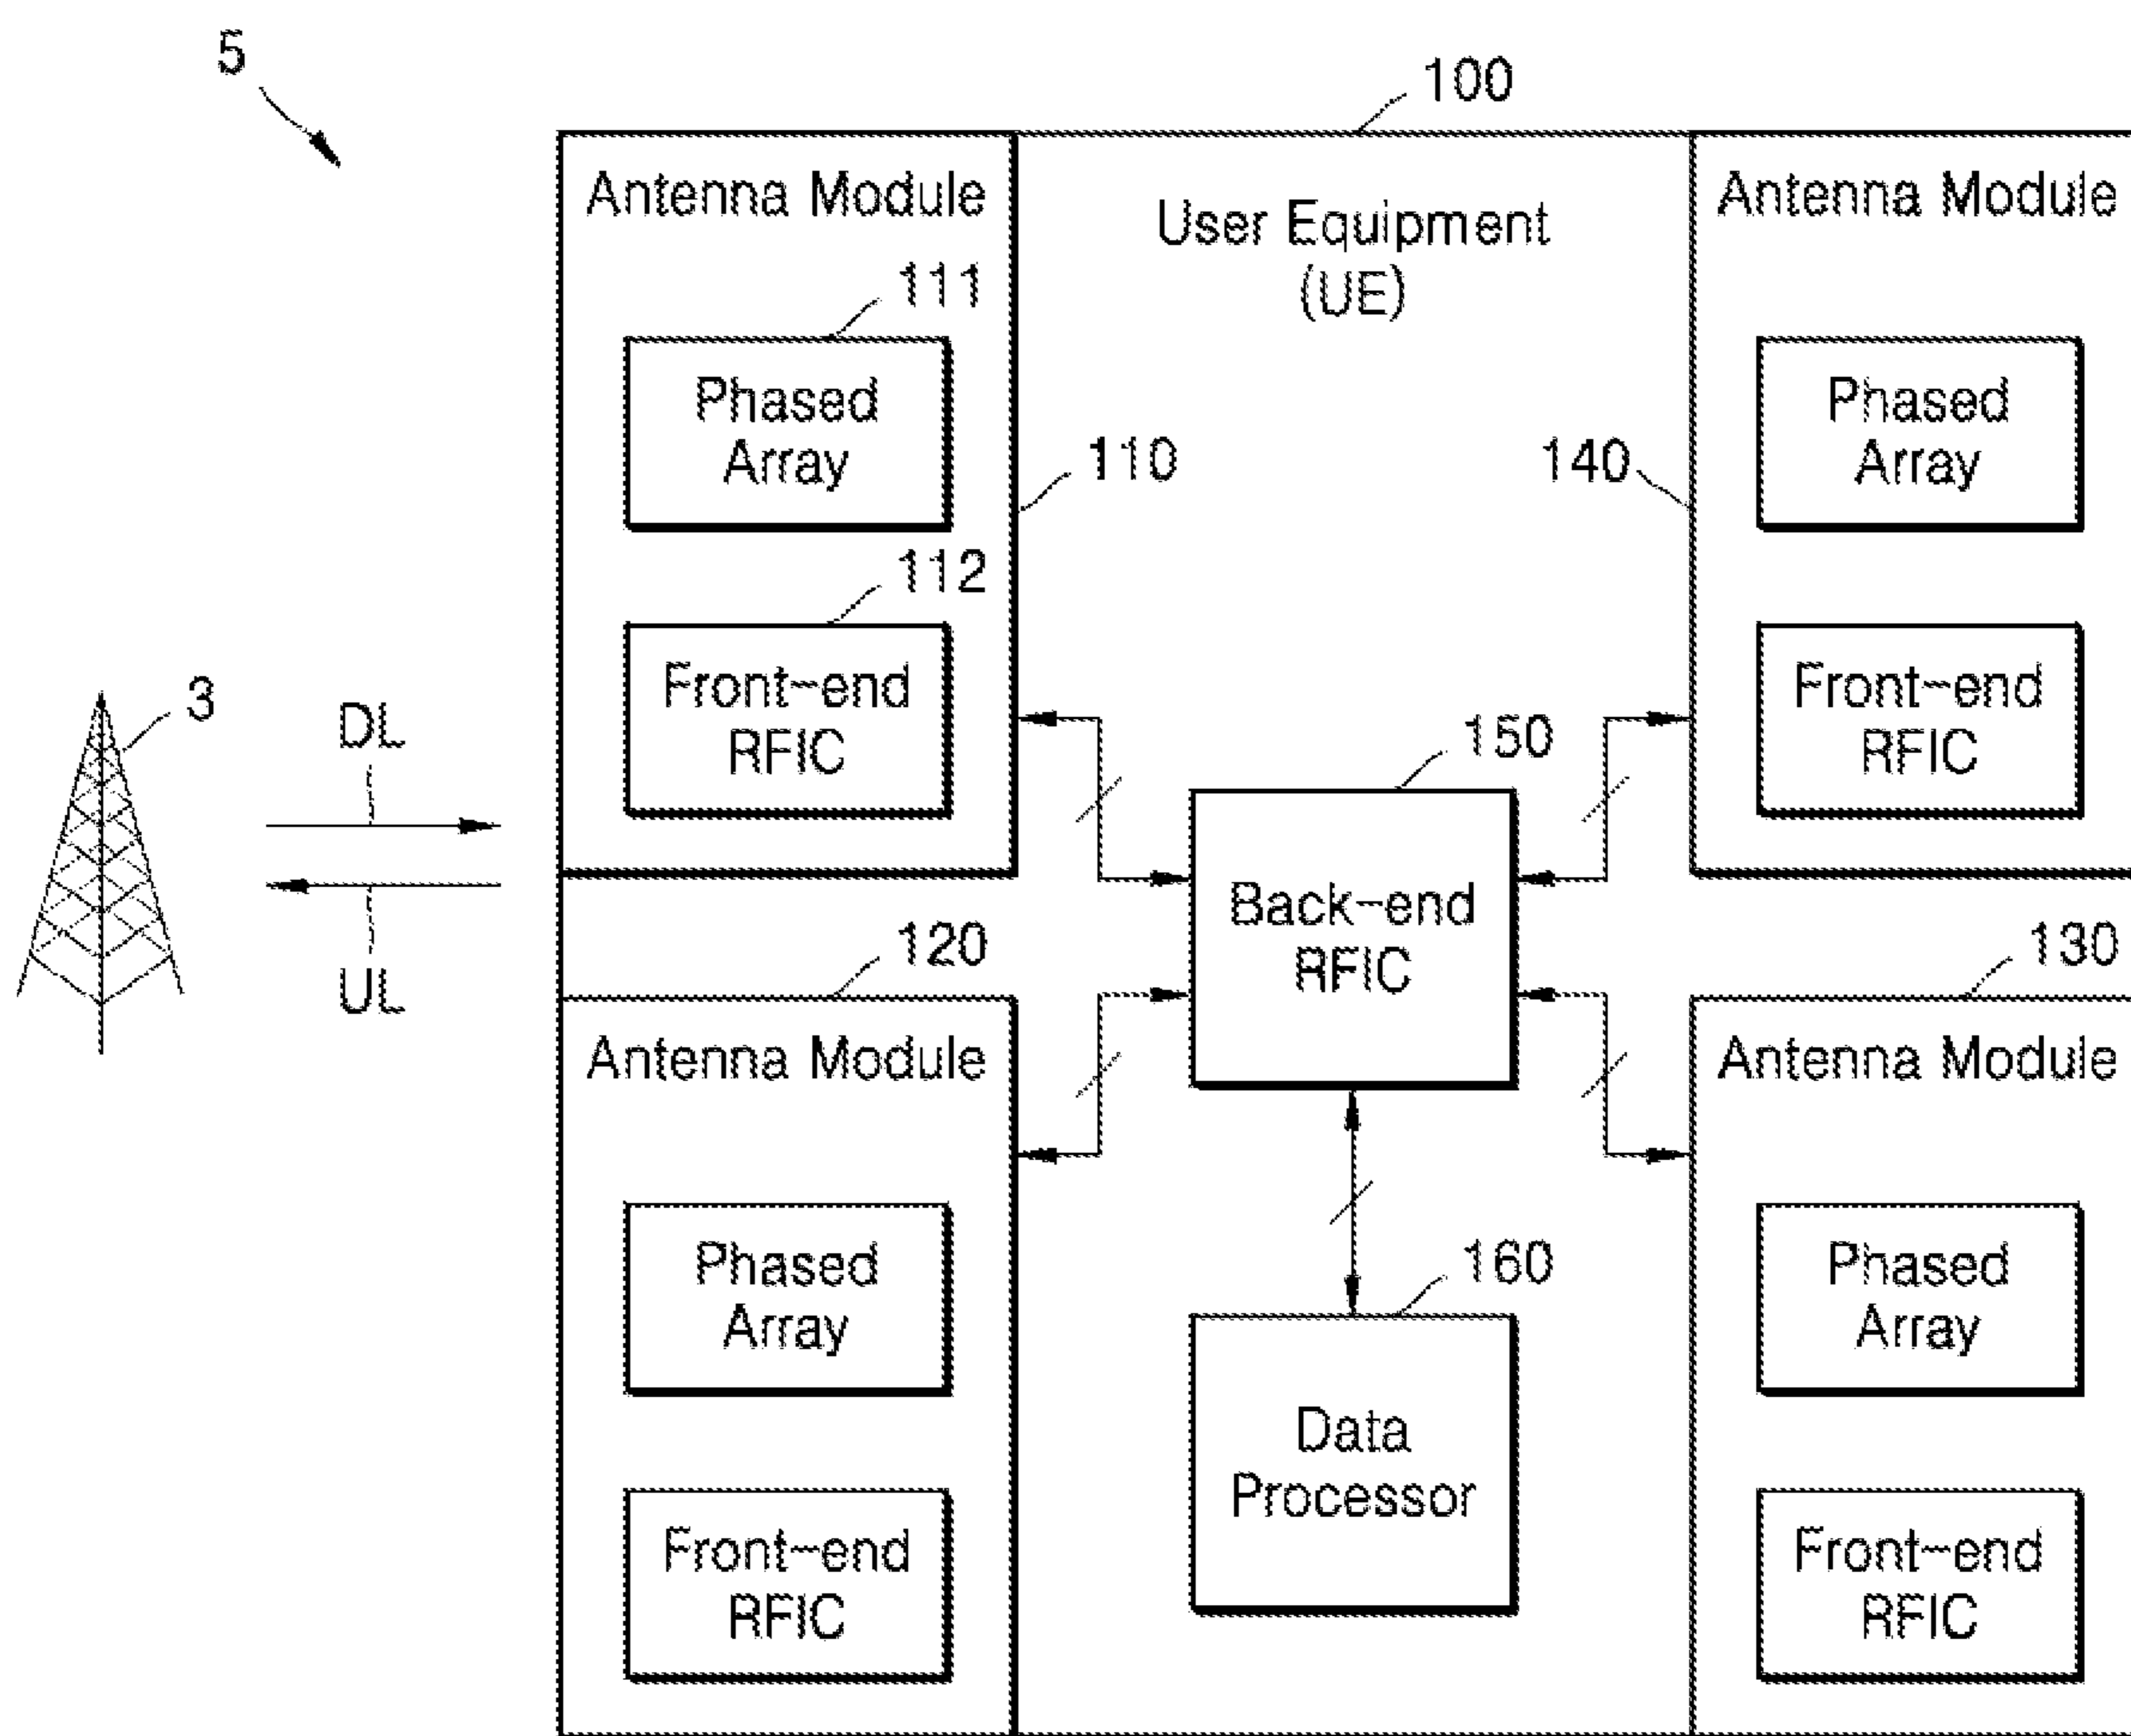 5
100
Antenna Module
User Equipment
(UE)
Antenna Module
111
Phased
Array
110
140
Phased
Array
112
Front-end
RFIC
Front-end
RFIC
3
DL
UL
150
Back-end
RFIC
120
130
Antenna Module
Antenna Module
Phased
Array
160
Phased
Array
Data
Processor
Front-end
RFIC
Front-end
RFIC